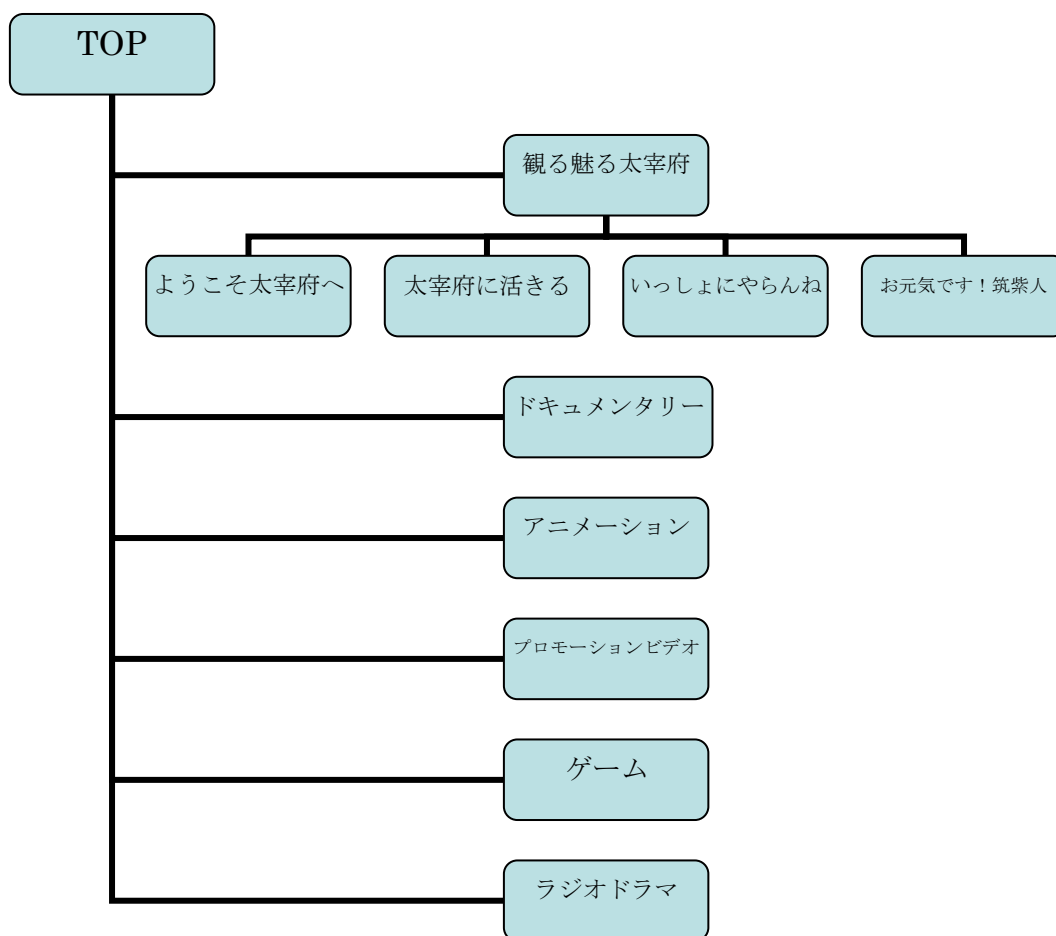 TOP
観る魅る太宰府
ようこそ太宰府へ
太宰府に活きる
いっしょにやらんね
お元気です！筑紫人
ドキュメンタリー
アニメーション
プロモーションビデオ
ゲーム
ラジオドラマ